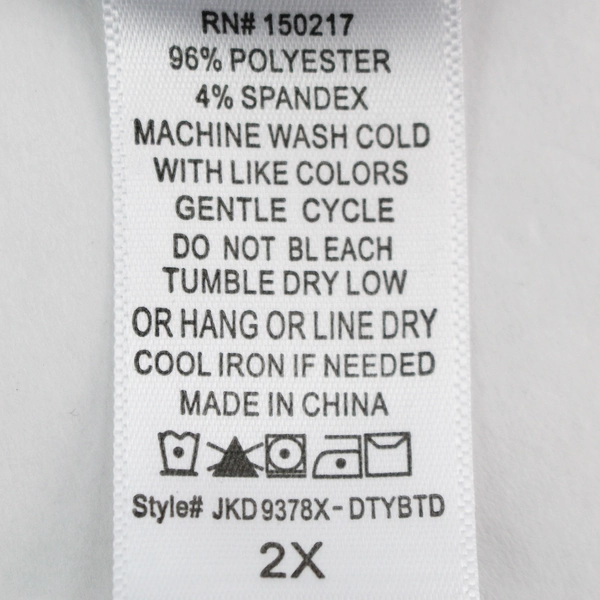 RN# 150217
96% POLYESTER
4% SPANDEX
MACHINE WASH COLD
WITH LIKE COLORS
GENTLE CYCLE
DO NOT BLEACH
TUMBLE DRY LOW
OR HANG OR LINE DRY
COOL IRON IF NEEDED
MADE IN CHINA
Style# JKD9378X-DTYBTD
2X